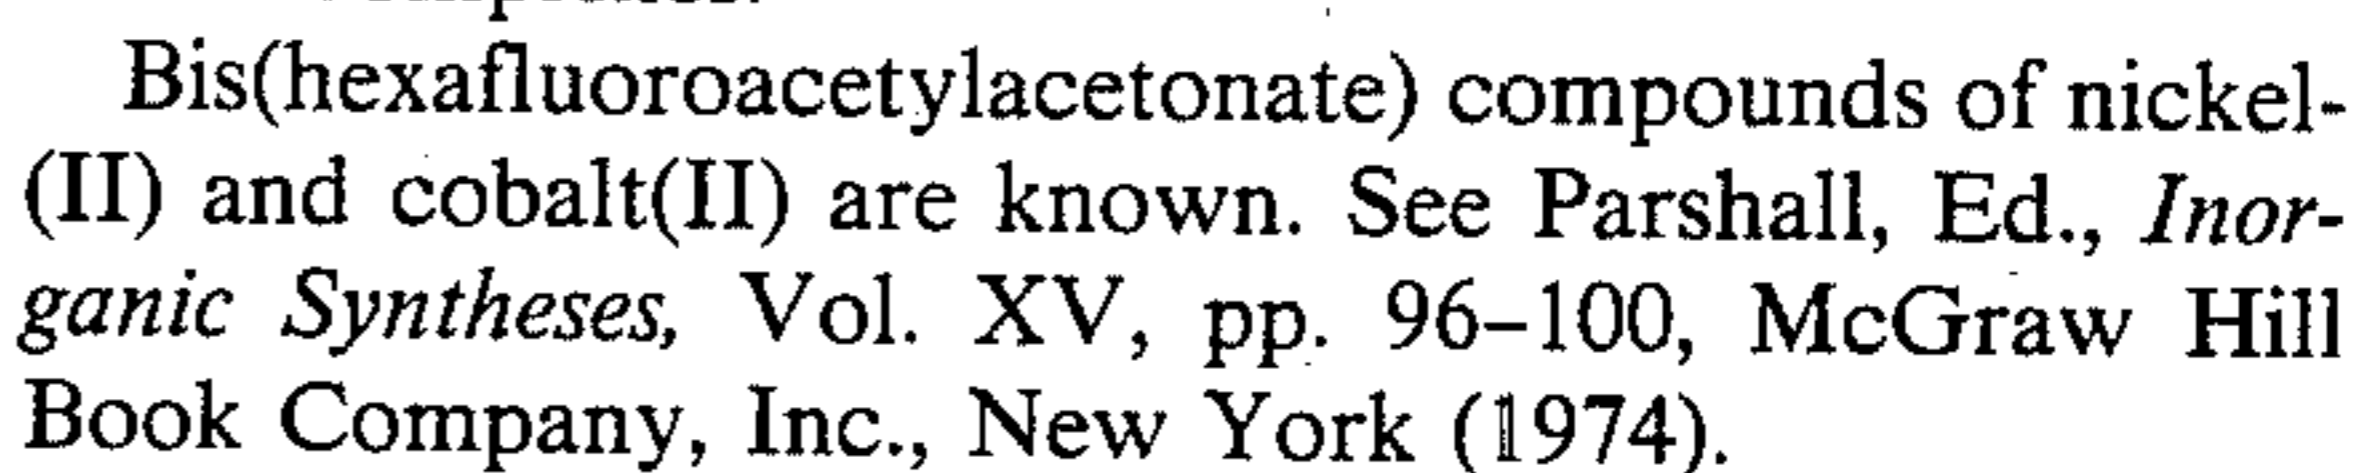 Bis(hexafluoroacetylacetonate) compounds of nickel-
(II) and cobalt(II) are known. See Parshall, Ed., Inor-
ganic Syntheses, Vol. XV, pp. 96–100, McGraw Hill
Book Company, Inc., New York (1974).